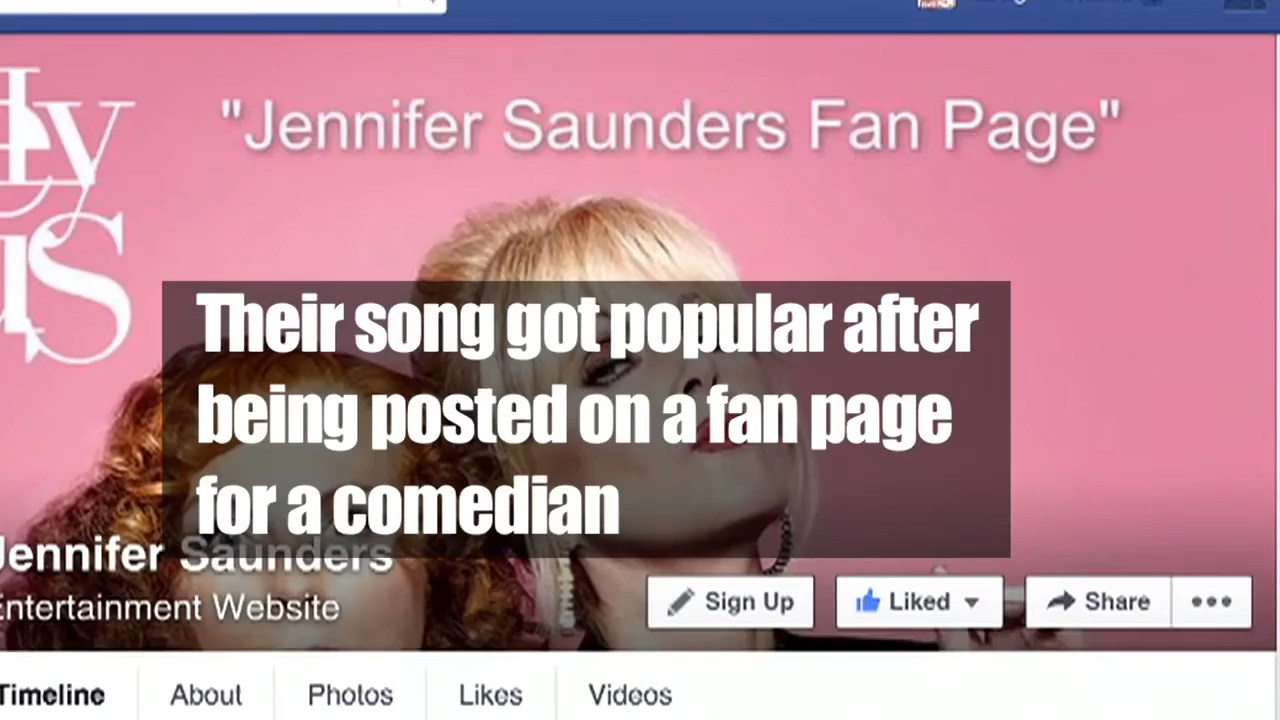 "Jennifer Saunders Fan Page"
Their song got popular after
being posted on a fan page
for a comedian
Jennifer Saunders
Entertainment Website
Sign Up
Liked
Share
Timeline
About
Photos
Likes
Videos